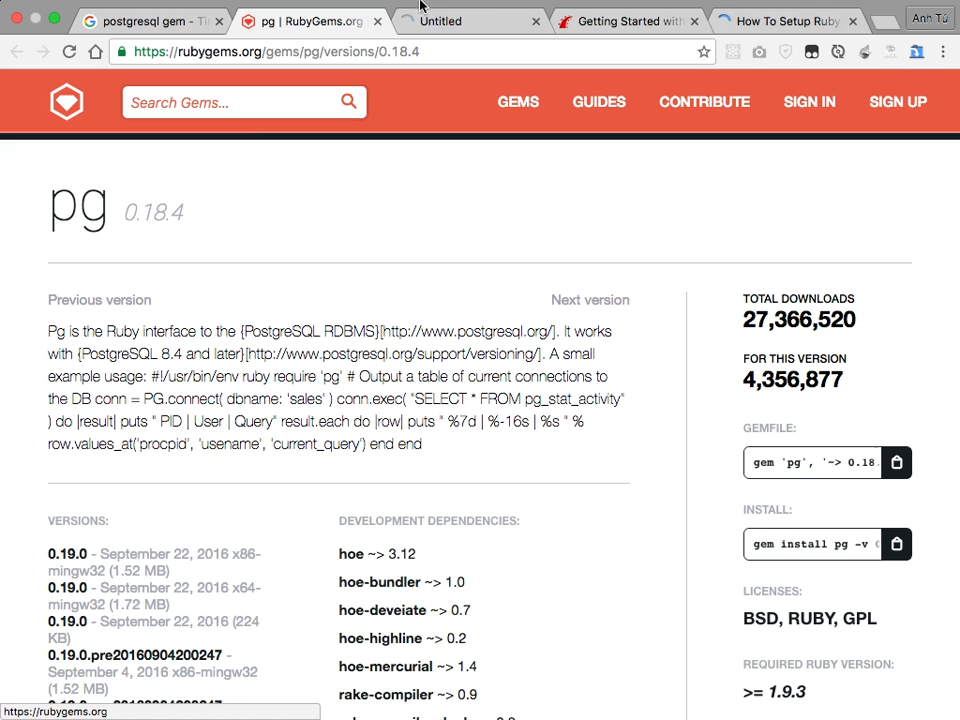 postgresql gem - Ti
pg | RubyGems.org
Untitled
Getting Started with
How To Setup Ruby
Anh Tú
https://rubygems.org/gems/pg/versions/0.18.4
Search Gems...
GEMS
GUIDES
CONTRIBUTE
SIGN IN
SIGN UP
pg 0.18.4
Previous version
Next version
Pg is the Ruby interface to the {PostgreSQL RDBMS}[http://www.postgresql.org/]. It works
with {PostgreSQL 8.4 and later}[http://www.postgresql.org/support/versioning/]. A small
example usage: #!/usr/bin/env ruby require 'pg' # Output a table of current connections to
the DB conn = PG.connect( dbname: 'sales' ) conn.exec( "SELECT * FROM pg_stat_activity"
) do |result| puts " PID | User | Query" result.each do |row| puts " %7d | %-16s | %s " %
row.values_at('procpid', 'usename', 'current_query') end end
VERSIONS:
0.19.0 - September 22, 2016 x86-
mingw32 (1.52 MB)
0.19.0 - September 22, 2016 x64-
mingw32 (1.72 MB)
0.19.0 - September 22, 2016 (224
KB)
0.19.0.pre20160904200247 -
September 4, 2016 x86-mingw32
(1.52 MB)
DEVELOPMENT DEPENDENCIES:
hoe ~> 3.12
hoe-bundler ~> 1.0
hoe-deveiate ~> 0.7
hoe-highline ~> 0.2
hoe-mercurial ~> 1.4
rake-compiler ~> 0.9
TOTAL DOWNLOADS
27,366,520
FOR THIS VERSION
4,356,877
GEMFILE:
gem 'pg', '~> 0.18.
INSTALL:
gem install pg -v
LICENSES:
BSD, RUBY, GPL
REQUIRED RUBY VERSION:
>= 1.9.3
https://rubygems.org